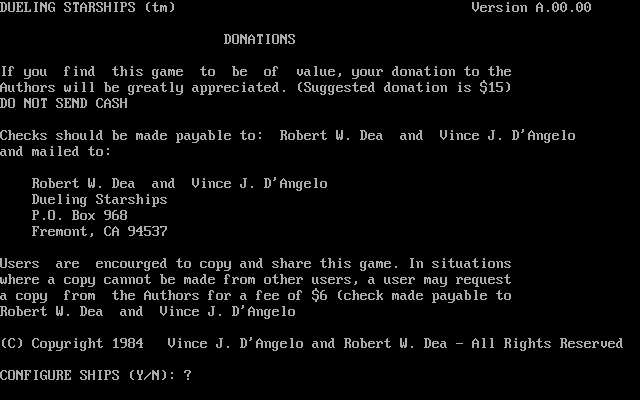 DUELING STARSHIPS (tm) Version A.00.00
DONATIONS
If you find this game to be of value, your donation to the
Authors will be greatly appreciated. (Suggested donation is $15)
DO NOT SEND CASH
Checks should be made payable to: Robert W. Dea and Vince J. D'Angelo
and mailed to:
Robert W. Dea and Vince J. D'Angelo
Dueling Starships
P.O. Box 968
Fremont, CA 94537
Users are encourged to copy and share this game. In situations
where a copy cannot be made from other users, a user may request
a copy from the Authors for a fee of $6 (check made payable to
Robert W. Dea and Vince J. D'Angelo
(C) Copyright 1984 Vince J. D'Angelo and Robert W. Dea - All Rights Reserved
CONFIGURE SHIPS (Y/N): ?